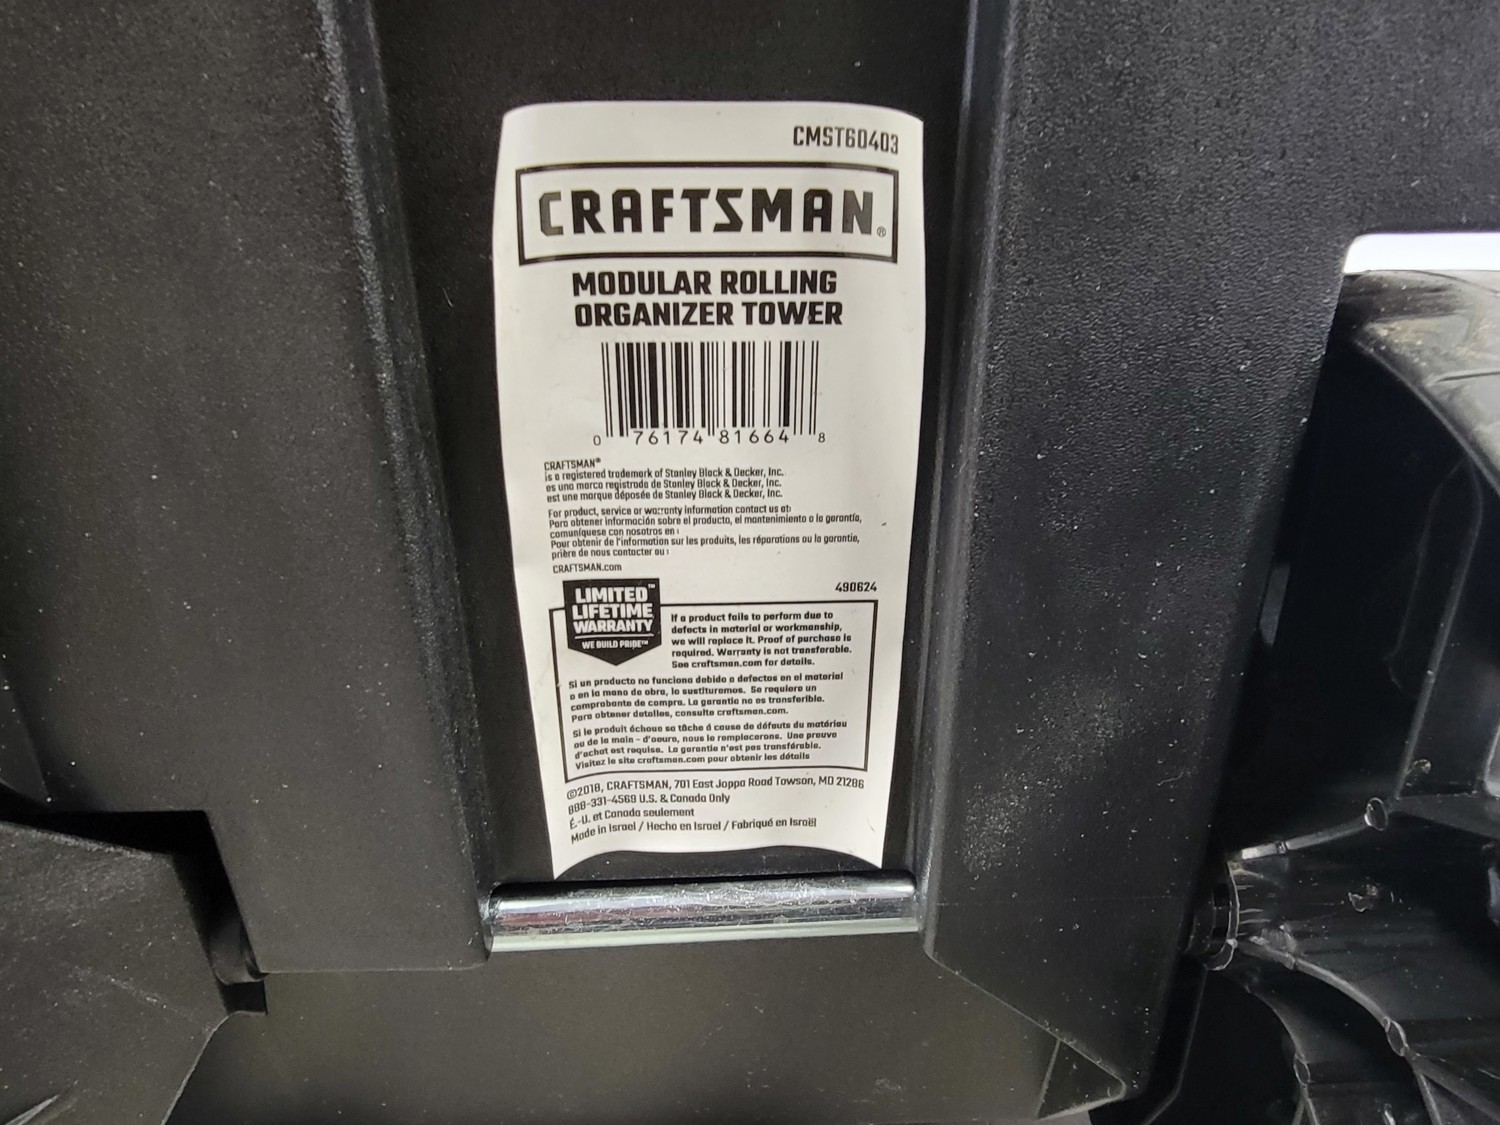 CMST60403
CRAFTSMAN®
MODULAR ROLLING
ORGANIZER TOWER
0 76174 81664 8
CRAFTSMAN®
is a registered trademark of Stanley Black & Decker, Inc.
es una marca registrada de Stanley Black & Decker, Inc.
est une marque déposée de Stanley Black & Decker, Inc.
For product, service or warranty information contact us at:
Para obtener información sobre el producto, el mantenimiento o la garantía,
comuníquese con nosotros en :
Pour obtenir de l'information sur les produits, les réparations ou la garantie,
prière de nous contacter au :
CRAFTSMAN.com
490624
LIMITED™
LIFETIME
WARRANTY
WE BUILD PRIDE™
If a product fails to perform due to
defects in material or workmanship,
we will replace it. Proof of purchase is
required. Warranty is not transferable.
See craftsman.com for details.
Si un producto no funciona debido a defectos en el material
o en la mano de obra, lo sustituremos. Se requiere un
comprobante de compra. La garantía no es transferible.
Para obtener detalles, consulte craftsman.com.
Si le produit échoue sa tâche á cause de défauts du matériau
ou de la main - d'oeure, nous le remplacerons. Une preuve
d'achat est requise. La garantie n'est pas transférable.
Visitez le site craftsman.com pour obtenir les détails
©2018, CRAFTSMAN, 701 East Joppa Road Towson, MD 21286
888-331-4569 U.S. & Canada Only
É.-U. et Canada seulement
Made in Israel / Hecho en Israel / Fabriqué en Israël